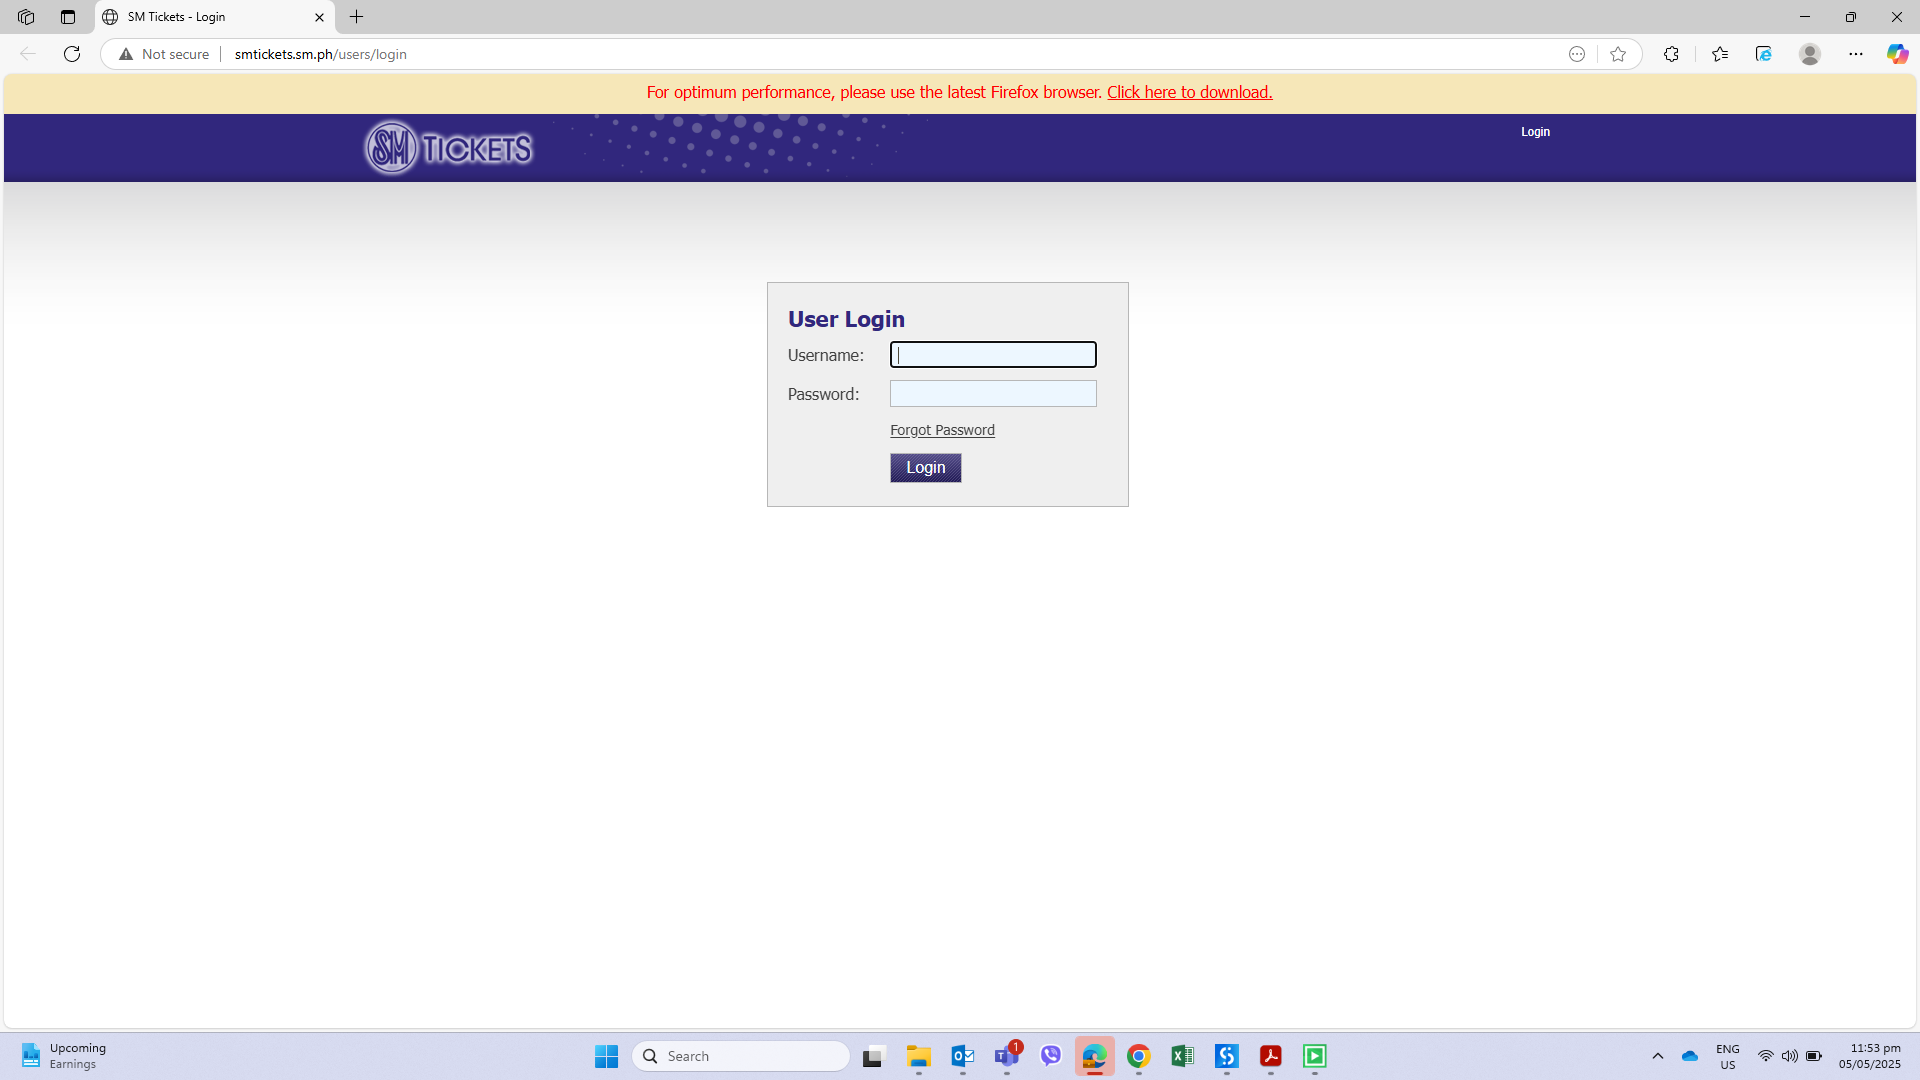 SM Tickets - Login
Not secure
smtickets.sm.ph/users/login
For optimum performance, please use the latest Firefox browser. Click here to download.
SM TICKETS
Login
User Login
Username:
Password:
Forgot Password
Login
Upcoming
Earnings
Search
1
ENG
US
11:53 pm
05/05/2025